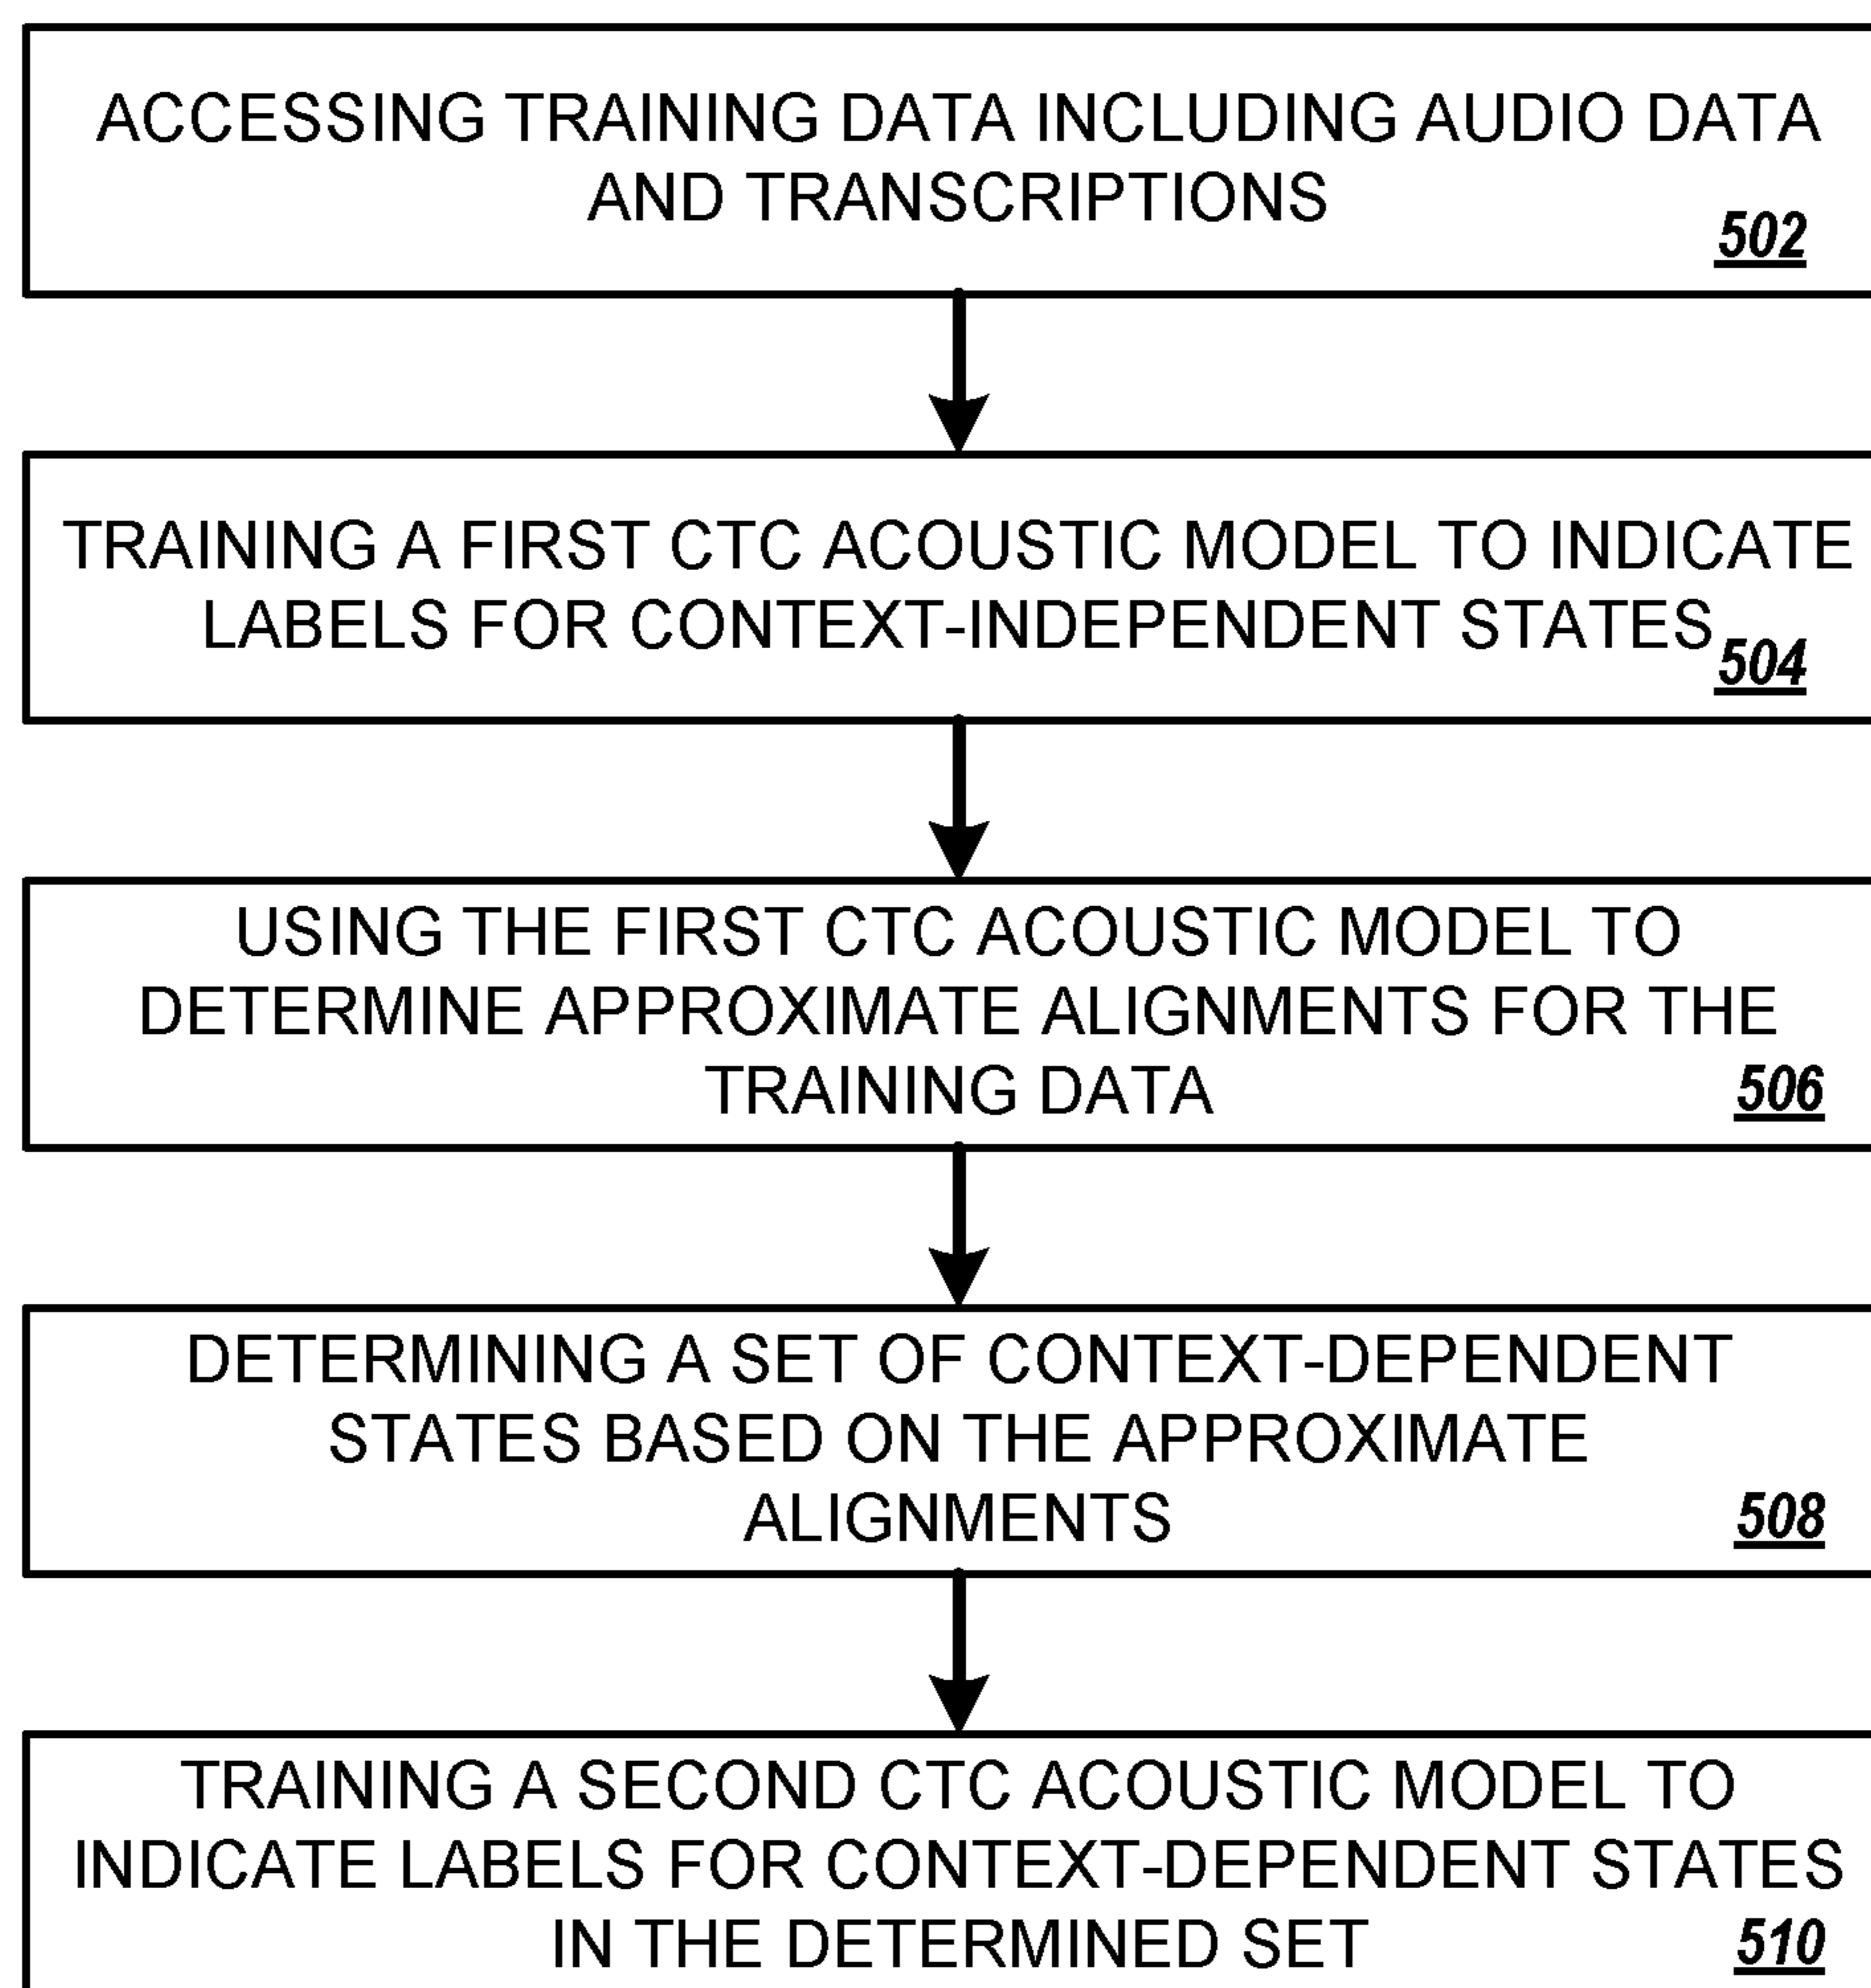 ACCESSING TRAINING DATA INCLUDING AUDIO DATA
AND TRANSCRIPTIONS
502
TRAINING A FIRST CTC ACOUSTIC MODEL TO INDICATE
LABELS FOR CONTEXT-INDEPENDENT STATES
504
USING THE FIRST CTC ACOUSTIC MODEL TO
DETERMINE APPROXIMATE ALIGNMENTS FOR THE
TRAINING DATA
506
DETERMINING A SET OF CONTEXT-DEPENDENT
STATES BASED ON THE APPROXIMATE
ALIGNMENTS
508
TRAINING A SECOND CTC ACOUSTIC MODEL TO
INDICATE LABELS FOR CONTEXT-DEPENDENT STATES
IN THE DETERMINED SET
510